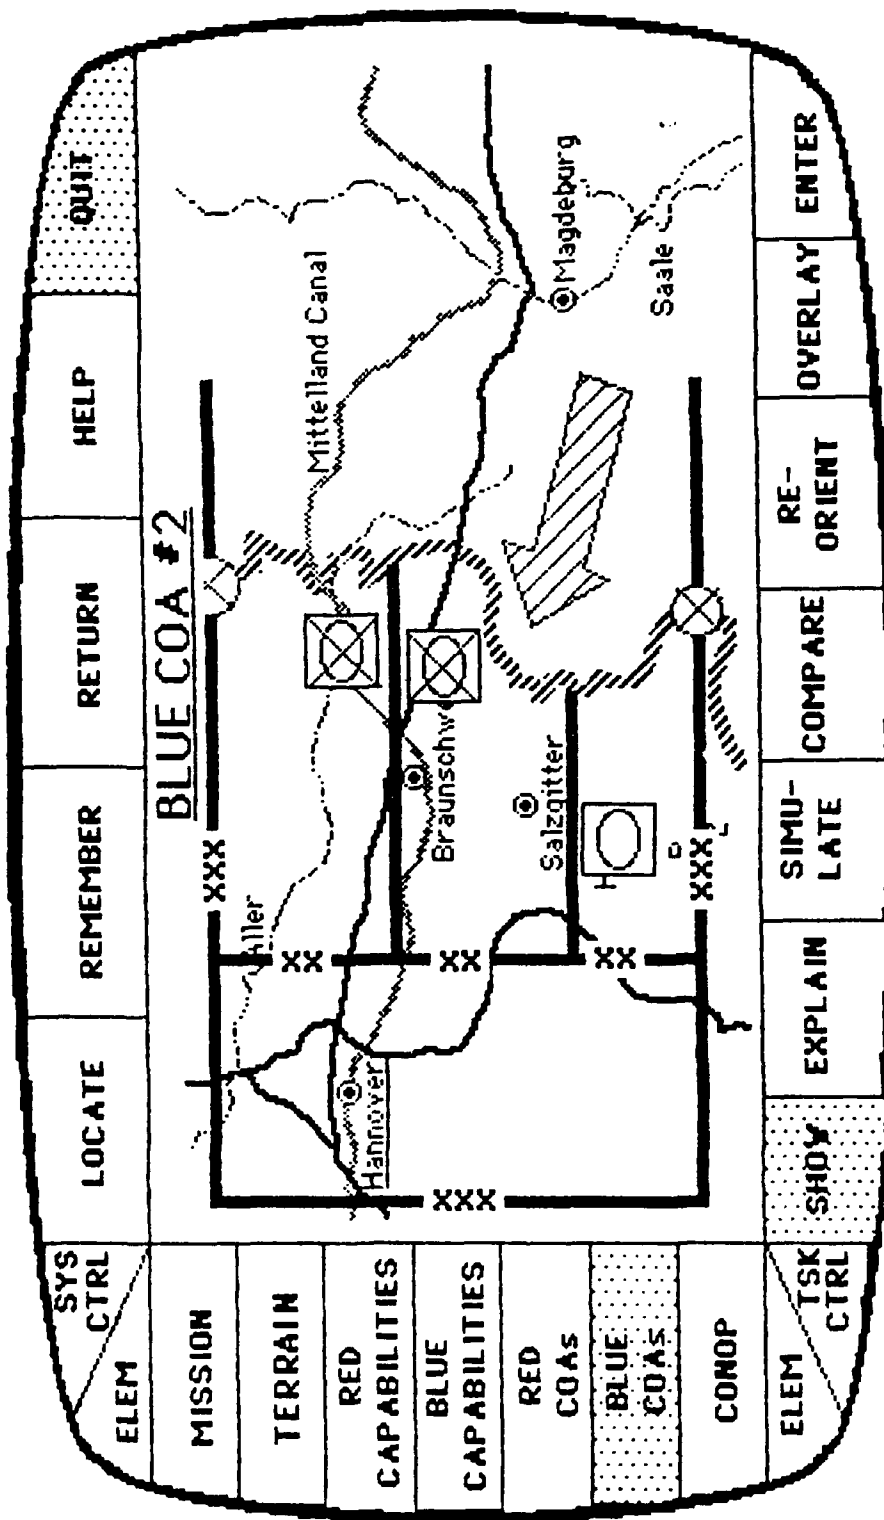 SYS
CTRL
LOCATE
REMEMBER
RETURN
HELP
QUIT
ELEM
MISSION
TERRAIN
RED
CAPABILITIES
BLUE
CAPABILITIES
RED
COAs
BLUE
COAs
CONOP
ELEM
BLUE COA #2
XXX
Aller
Mittelland Canal
XX
Hannover
XXX
Braunschw
XX
Magdeburg
Salzgitter
XX
Saale
XXX
TSK
CTRL
SHOW
EXPLAIN
SIMU-
LATE
COMPARE
RE-
ORIENT
OVERLAY
ENTER